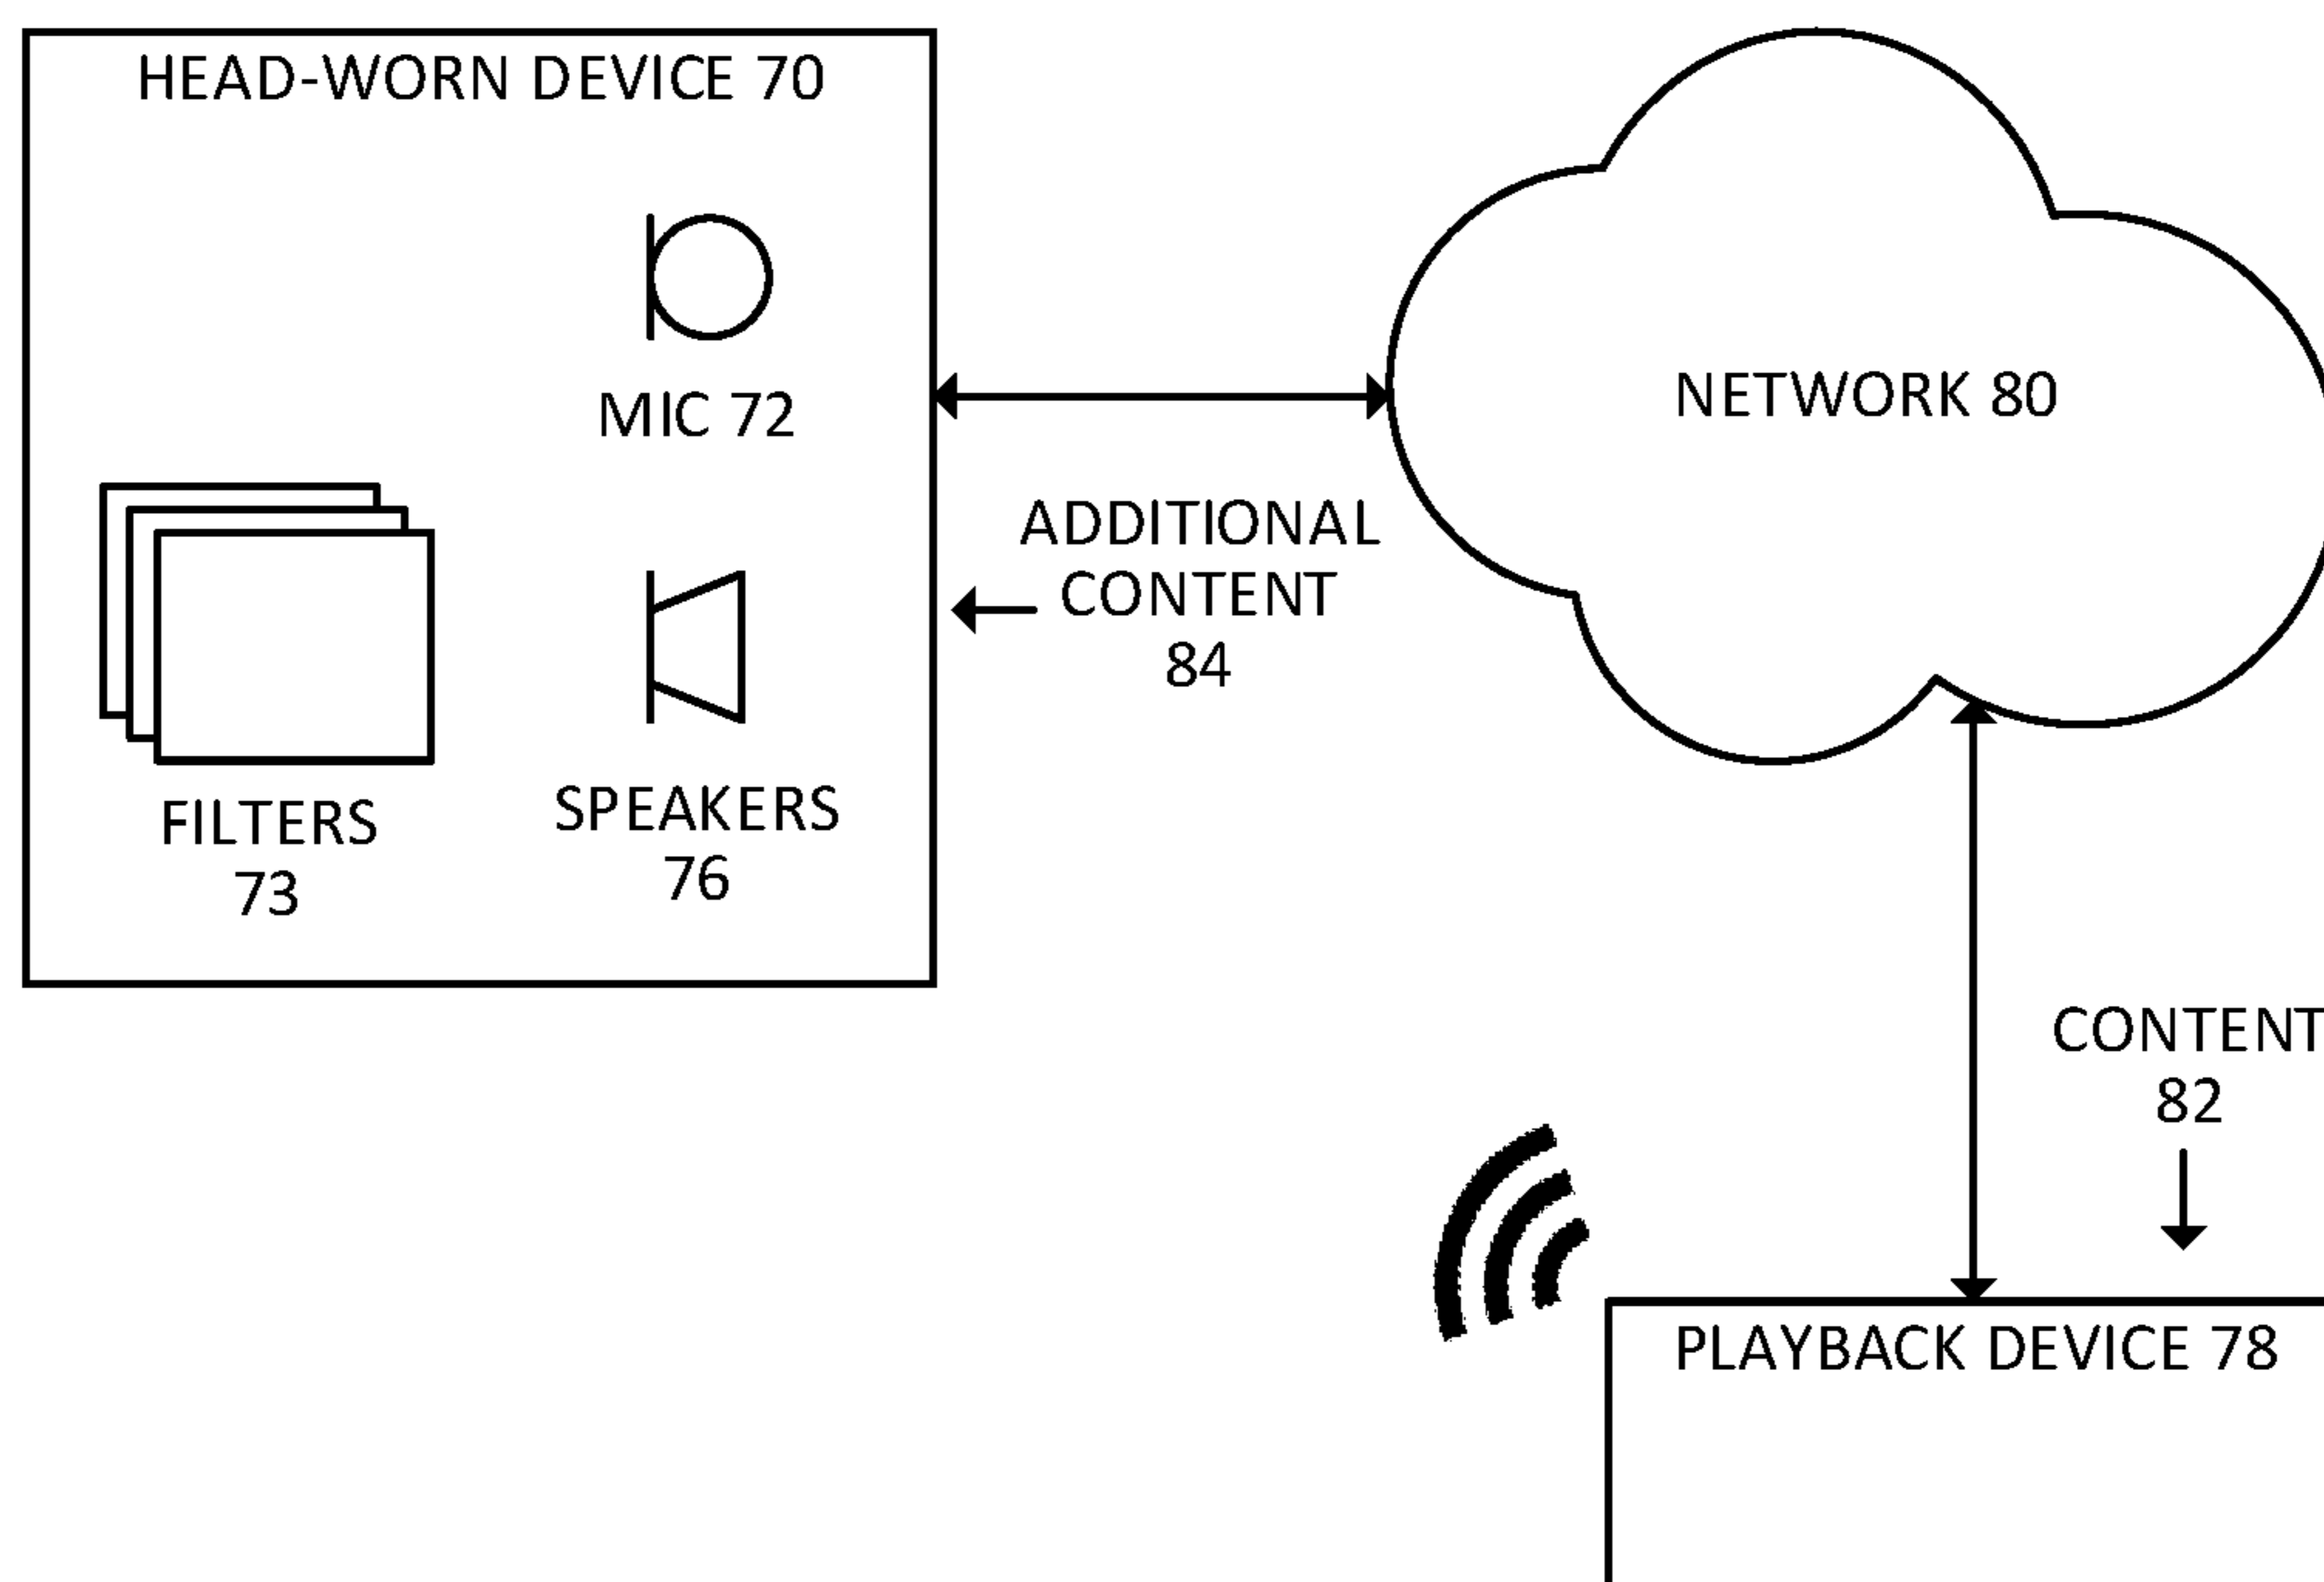 HEAD-WORN DEVICE 70
MIC 72
FILTERS
73
SPEAKERS
76
ADDITIONAL
CONTENT
84
NETWORK 80
CONTENT
82
PLAYBACK DEVICE 78